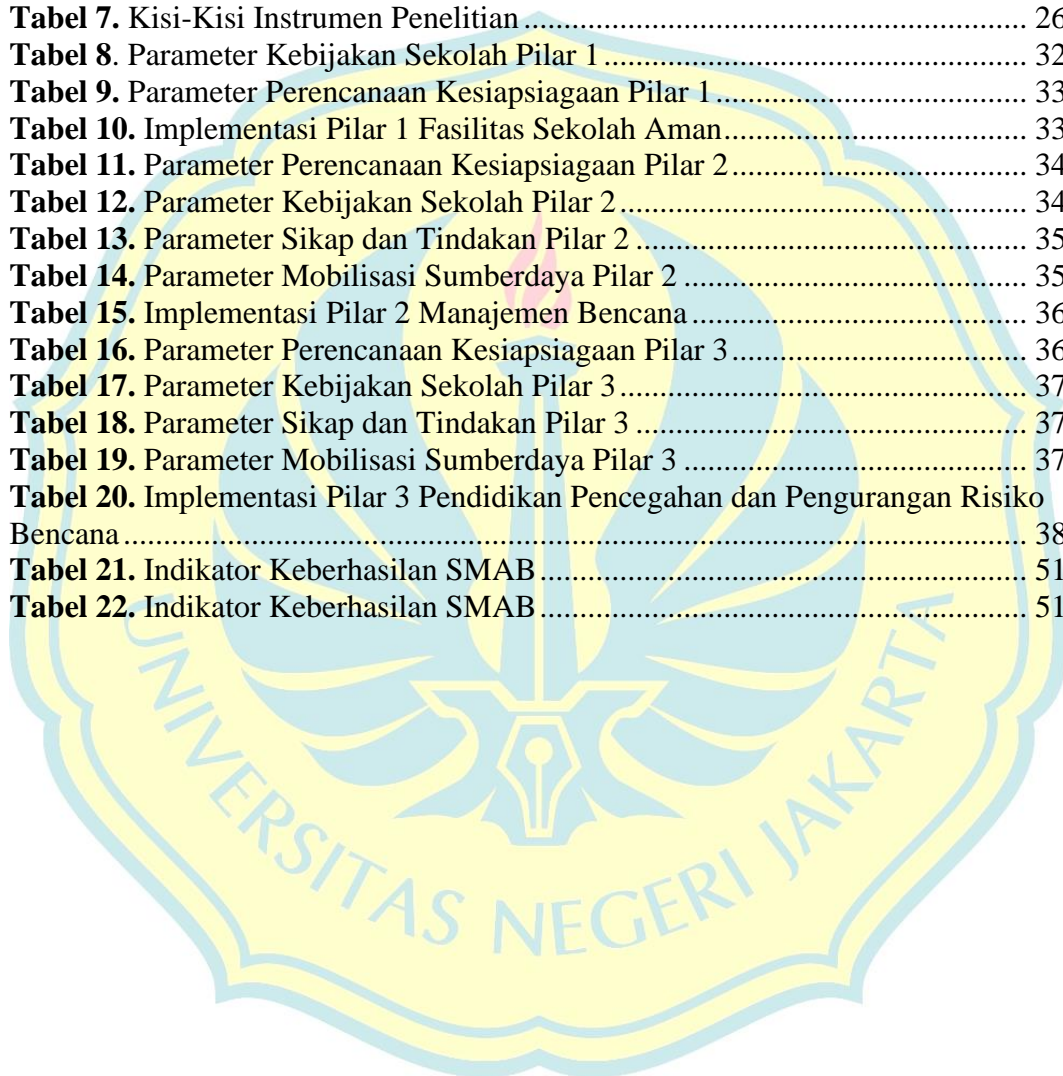 Tabel 7. Kisi-Kisi Instrumen Penelitian ........................................................ 26
Tabel 8. Parameter Kebijakan Sekolah Pilar 1 ............................................... 32
Tabel 9. Parameter Perencanaan Kesiapsiagaan Pilar 1 ................................... 33
Tabel 10. Implementasi Pilar 1 Fasilitas Sekolah Aman .................................. 33
Tabel 11. Parameter Perencanaan Kesiapsiagaan Pilar 2 ................................. 34
Tabel 12. Parameter Kebijakan Sekolah Pilar 2 ............................................. 34
Tabel 13. Parameter Sikap dan Tindakan Pilar 2 ........................................... 35
Tabel 14. Parameter Mobilisasi Sumberdaya Pilar 2 ...................................... 35
Tabel 15. Implementasi Pilar 2 Manajemen Bencana ..................................... 36
Tabel 16. Parameter Perencanaan Kesiapsiagaan Pilar 3 ................................. 36
Tabel 17. Parameter Kebijakan Sekolah Pilar 3 ............................................. 37
Tabel 18. Parameter Sikap dan Tindakan Pilar 3 ........................................... 37
Tabel 19. Parameter Mobilisasi Sumberdaya Pilar 3 ...................................... 37
Tabel 20. Implementasi Pilar 3 Pendidikan Pencegahan dan Pengurangan Risiko
Bencana ........................................................................................... 38
Tabel 21. Indikator Keberhasilan SMAB ...................................................... 51
Tabel 22. Indikator Keberhasilan SMAB ...................................................... 51
UNIVERSITAS NEGERI JAKARTA